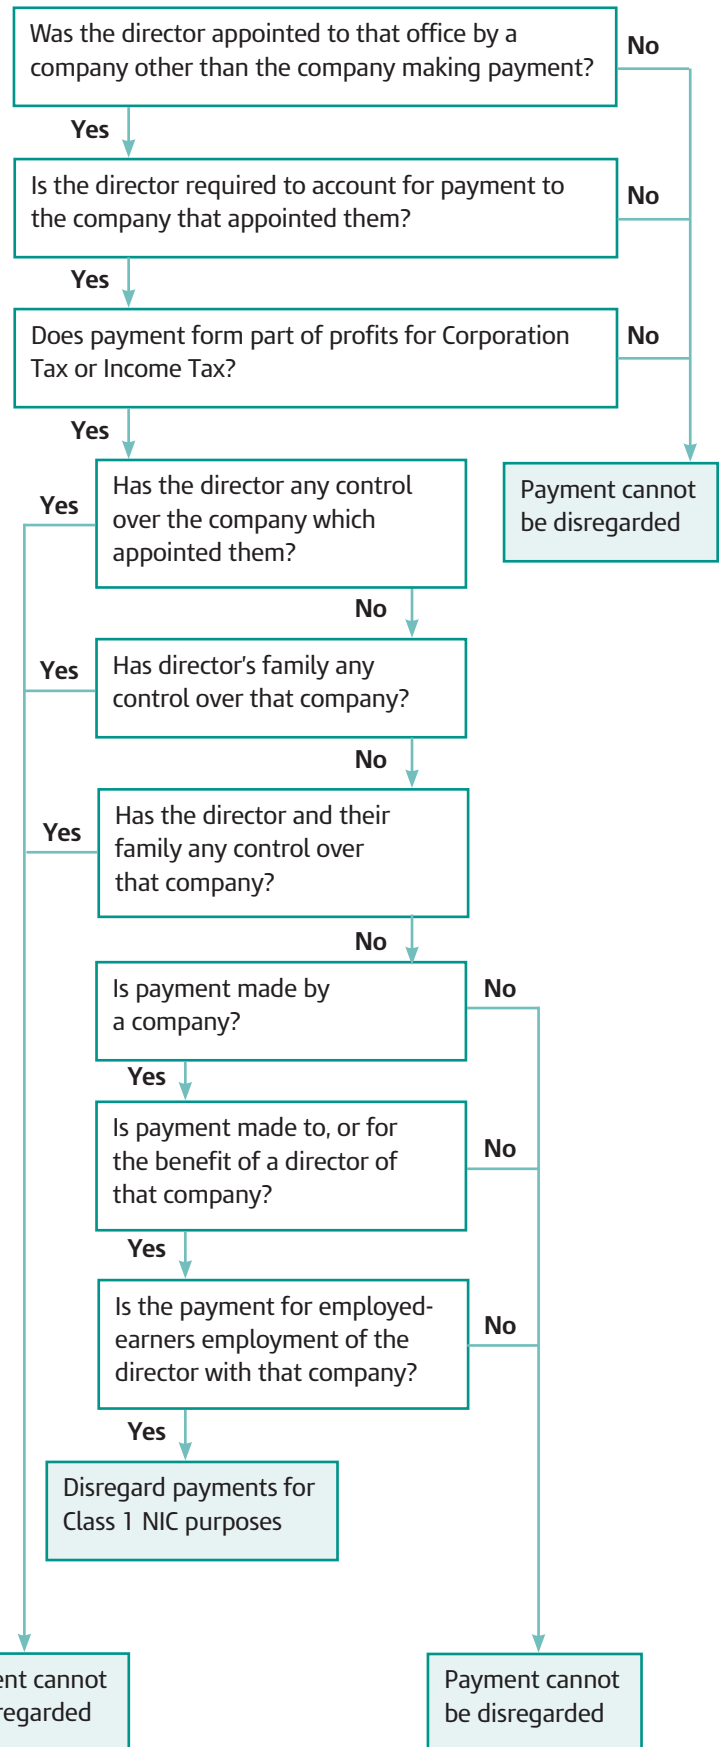 Was the director appointed to that office by a
company other than the company making payment?
No
Yes
Is the director required to account for payment to
the company that appointed them?
No
Yes
Does payment form part of profits for Corporation
Tax or Income Tax?
No
Yes
Has the director any control
over the company which
appointed them?
Yes
Payment cannot
be disregarded
No
Has director's family any
control over that company?
Yes
No
Has the director and their
family any control over
that company?
Yes
No
Is payment made by
a company?
No
Yes
Is payment made to, or for
the benefit of a director of
that company?
No
Yes
Is the payment for employed-
earners employment of the
director with that company?
No
Yes
Disregard payments for
Class 1 NIC purposes
ent cannot
regarded
Payment cannot
be disregarded